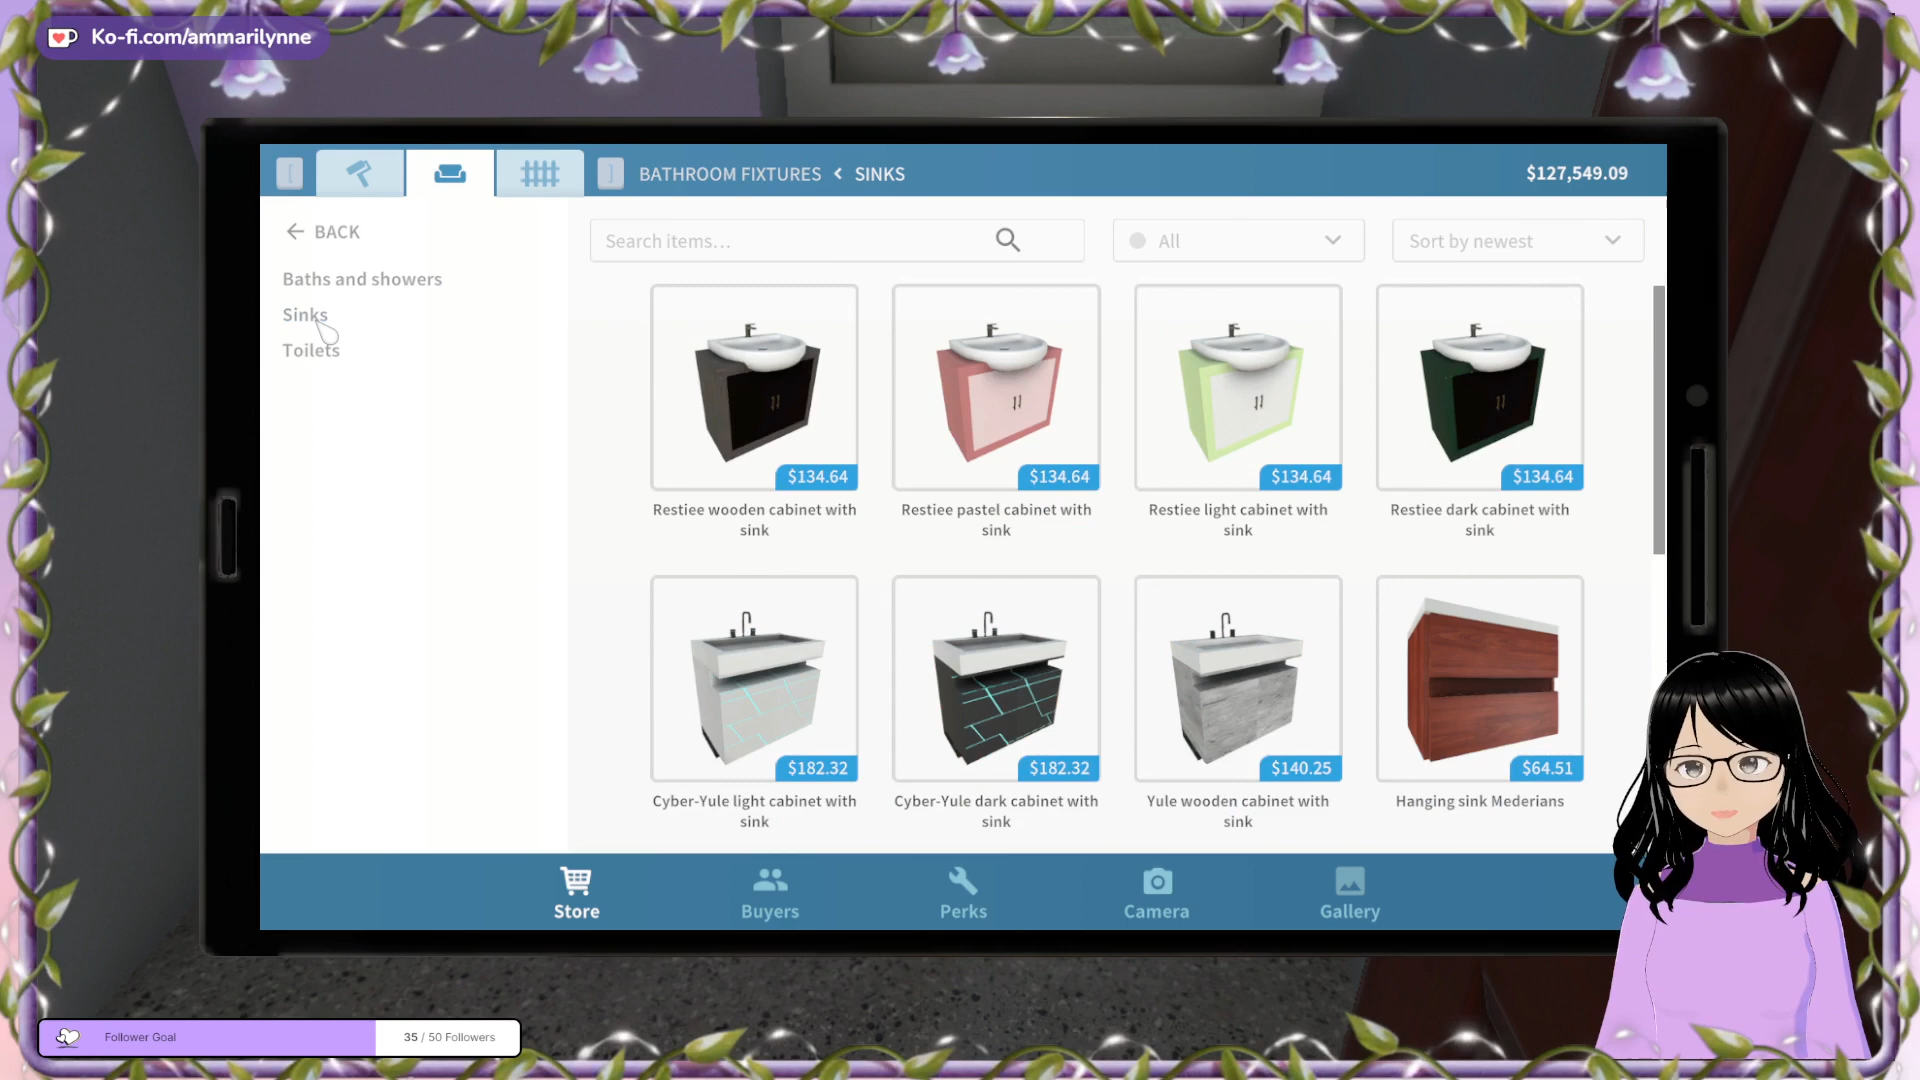 Ko-fi.com/ammarilynne
[
]
BATHROOM FIXTURES < SINKS
$127,549.09
BACK
Baths and showers
Sinks
Toilets
Search items...
All
Sort by newest
$134.64
$134.64
$134.64
$134.64
Restiee wooden cabinet with
sink
Restiee pastel cabinet with
sink
Restiee light cabinet with
sink
Restiee dark cabinet with
sink
$182.32
$182.32
$140.25
$64.51
Cyber-Yule light cabinet with
sink
Cyber-Yule dark cabinet with
sink
Yule wooden cabinet with
sink
Hanging sink Mederians
Store
Buyers
Perks
Camera
Gallery
Follower Goal
35 / 50 Followers